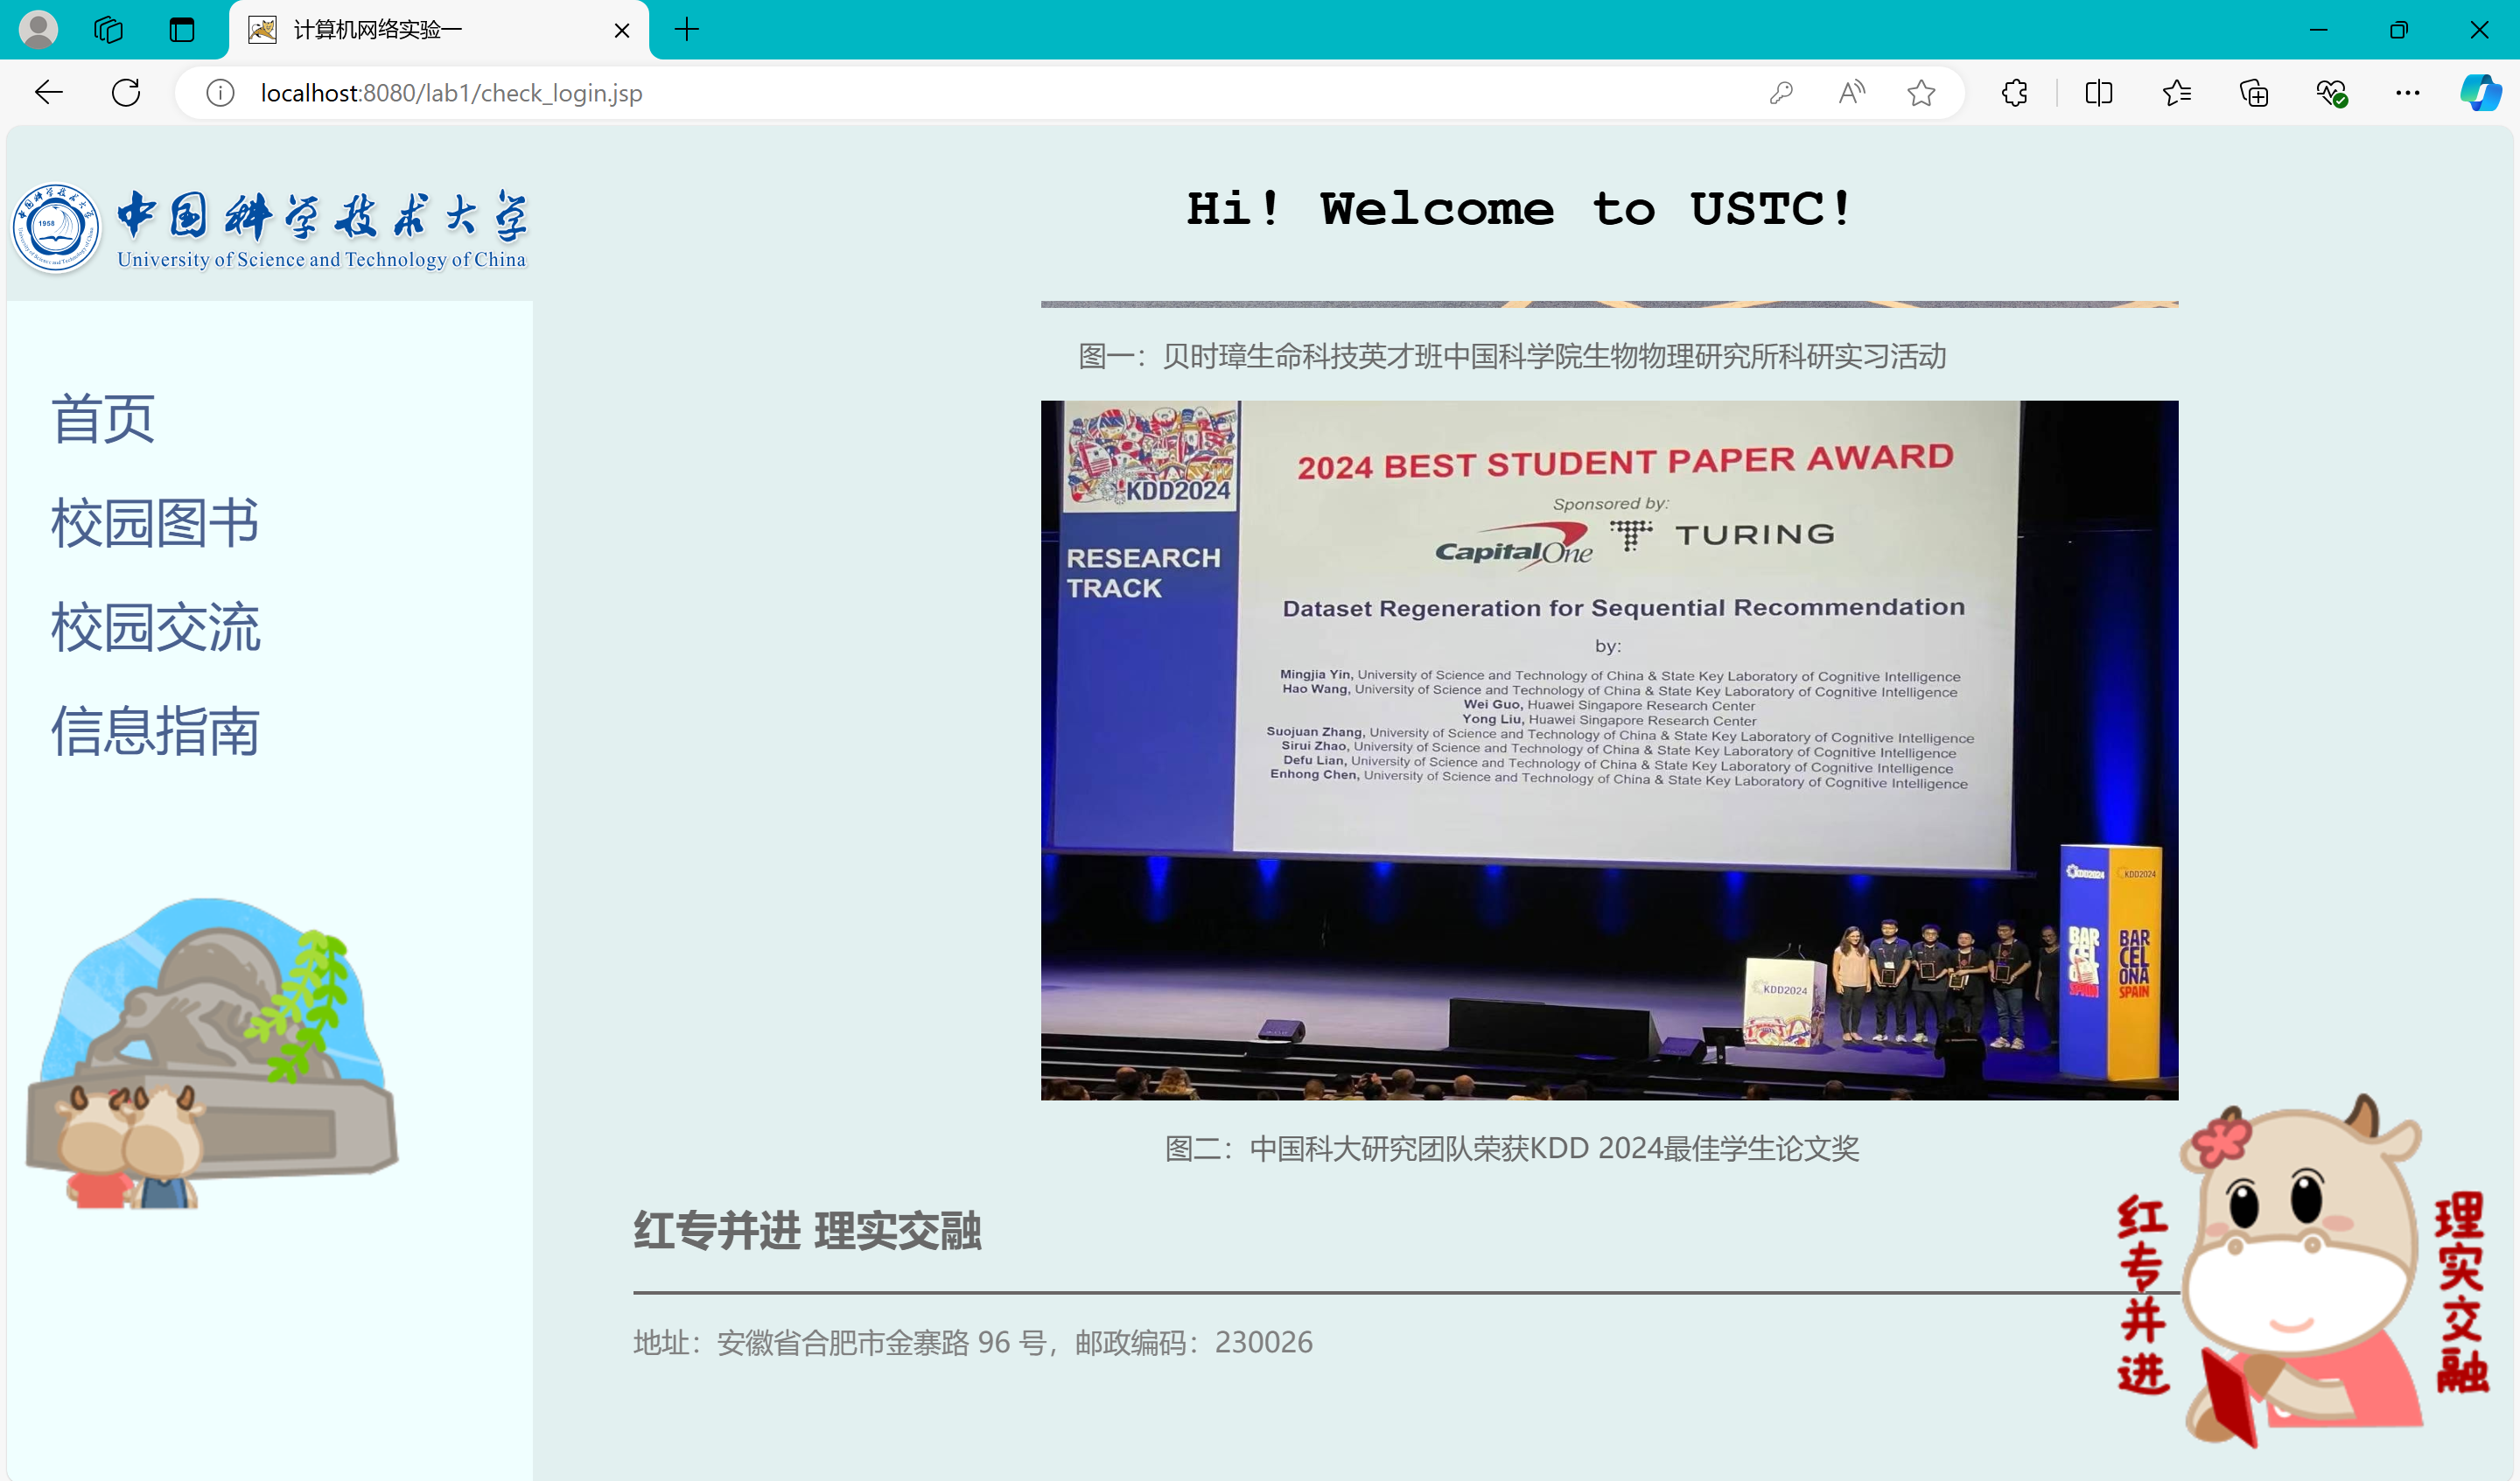 计算机网络实验一
localhost:8080/lab1/check_login.jsp
中国科学技术大学
1958
University of Science and Technology of China
Hi! Welcome to USTC!
首页
校园图书
校园交流
信息指南
图一：贝时璋生命科技英才班中国科学院生物物理研究所科研实习活动
KDD2024
2024 BEST STUDENT PAPER AWARD
Sponsored by:
CapitalOne TURING
RESEARCH
TRACK
Dataset Regeneration for Sequential Recommendation
by:
Mingjia Yin, University of Science and Technology of China & State Key Laboratory of Cognitive Intelligence
Hao Wang, University of Science and Technology of China & State Key Laboratory of Cognitive Intelligence
Wei Guo, Huawei Singapore Research Center
Yong Liu, Huawei Singapore Research Center
Suojuan Zhang, University of Science and Technology of China & State Key Laboratory of Cognitive Intelligence
Sirui Zhao, University of Science and Technology of China & State Key Laboratory of Cognitive Intelligence
Defu Lian, University of Science and Technology of China & State Key Laboratory of Cognitive Intelligence
Enhong Chen, University of Science and Technology of China & State Key Laboratory of Cognitive Intelligence
KDD2024
KDD2024
KDD2024
BAR
CEL
BAR
CEL
ONA
SPAIN
图二：中国科大研究团队荣获KDD 2024最佳学生论文奖
红专并进 理实交融
地址：安徽省合肥市金寨路 96 号，邮政编码：230026
红专并进
理实交融